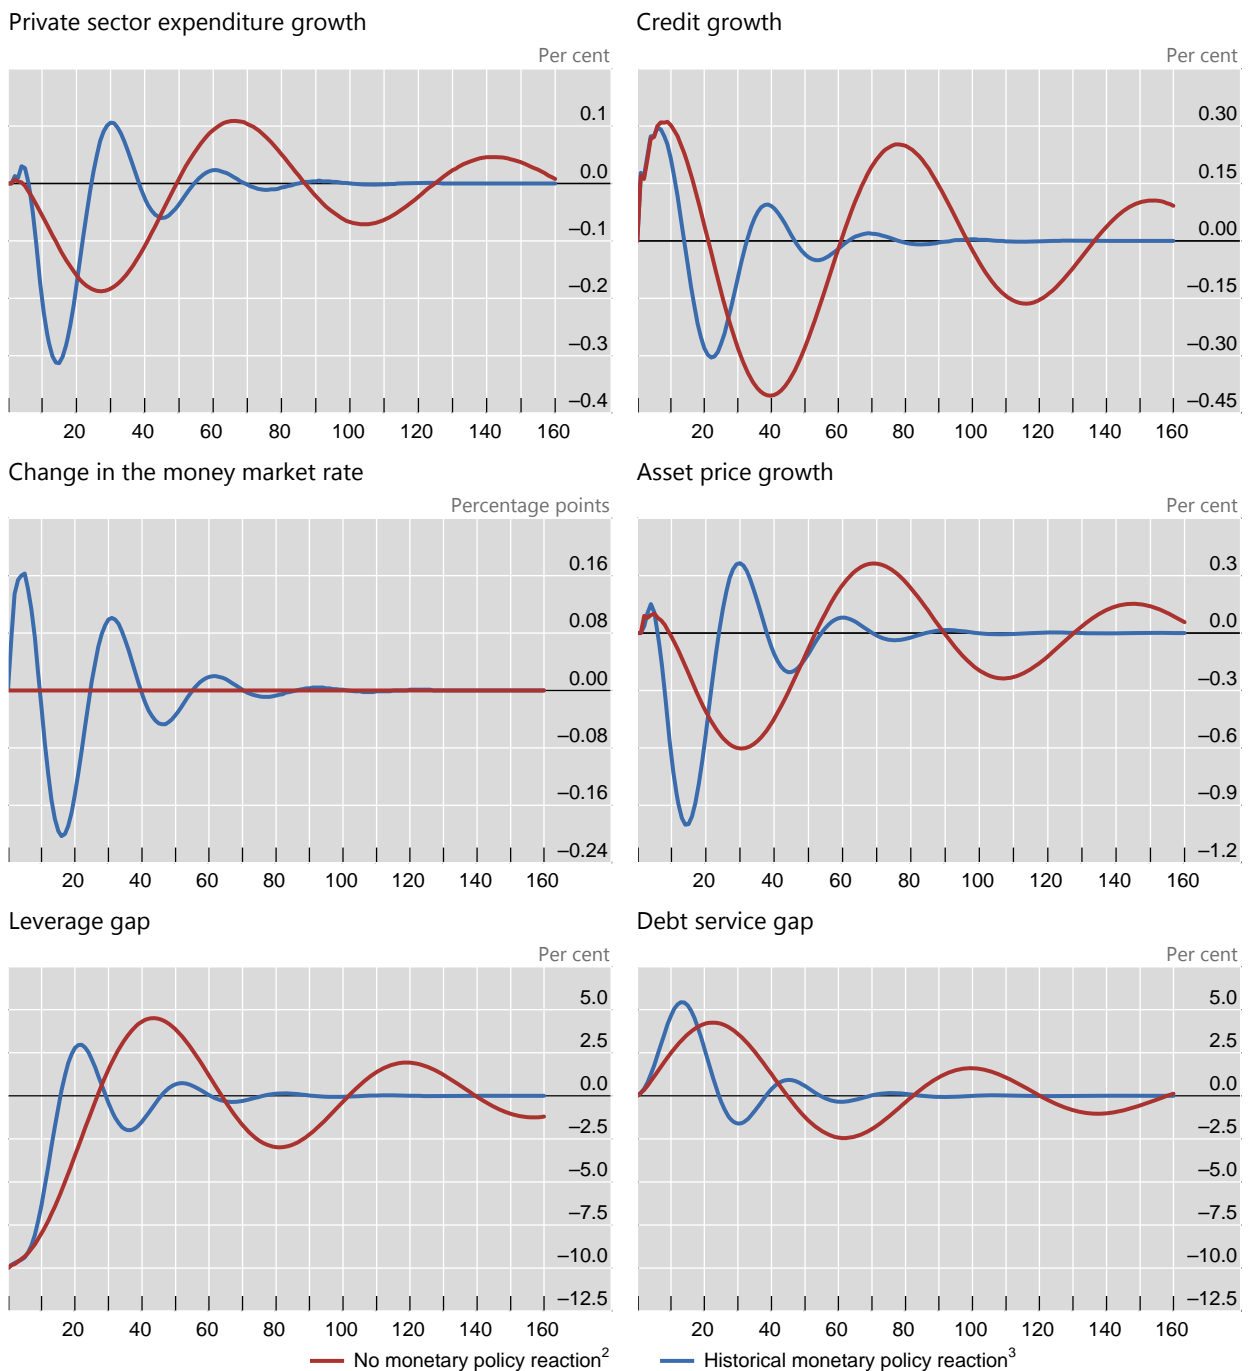 Private sector expenditure growth
Per cent
0.1
0.0
–0.1
–0.2
–0.3
–0.4
20 40 60 80 100 120 140 160
Credit growth
Per cent
0.30
0.15
0.00
–0.15
–0.30
–0.45
20 40 60 80 100 120 140 160
Change in the money market rate
Percentage points
0.16
0.08
0.00
–0.08
–0.16
–0.24
20 40 60 80 100 120 140 160
Asset price growth
Per cent
0.3
0.0
–0.3
–0.6
–0.9
–1.2
20 40 60 80 100 120 140 160
Leverage gap
Per cent
5.0
2.5
0.0
–2.5
–5.0
–7.5
–10.0
–12.5
20 40 60 80 100 120 140 160
Debt service gap
Per cent
5.0
2.5
0.0
–2.5
–5.0
–7.5
–10.0
–12.5
20 40 60 80 100 120 140 160
No monetary policy reaction² Historical monetary policy reaction³